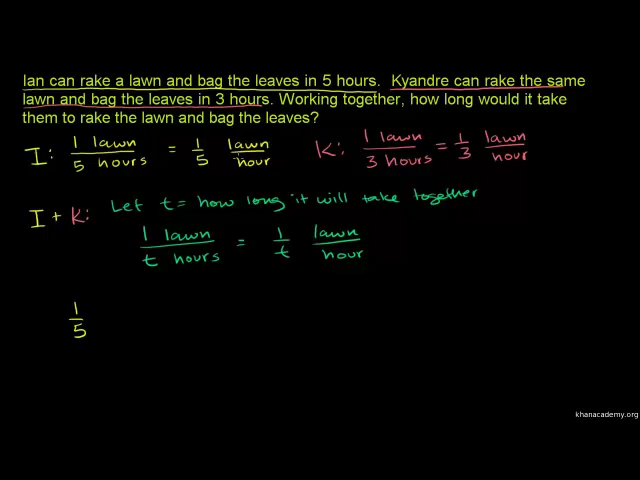 Ian can rake a lawn and bag the leaves in 5 hours. Kyandre can rake the same
lawn and bag the leaves in 3 hours. Working together, how long would it take
them to rake the lawn and bag the leaves?
I: 1 lawn / 5 hours = 1/5 lawn/hour K: 1 lawn / 3 hours = 1/3 lawn/hour
I + K: Let t = how long it will take together
1 lawn / t hours = 1/t lawn/hour
1/5
khanacademy.org